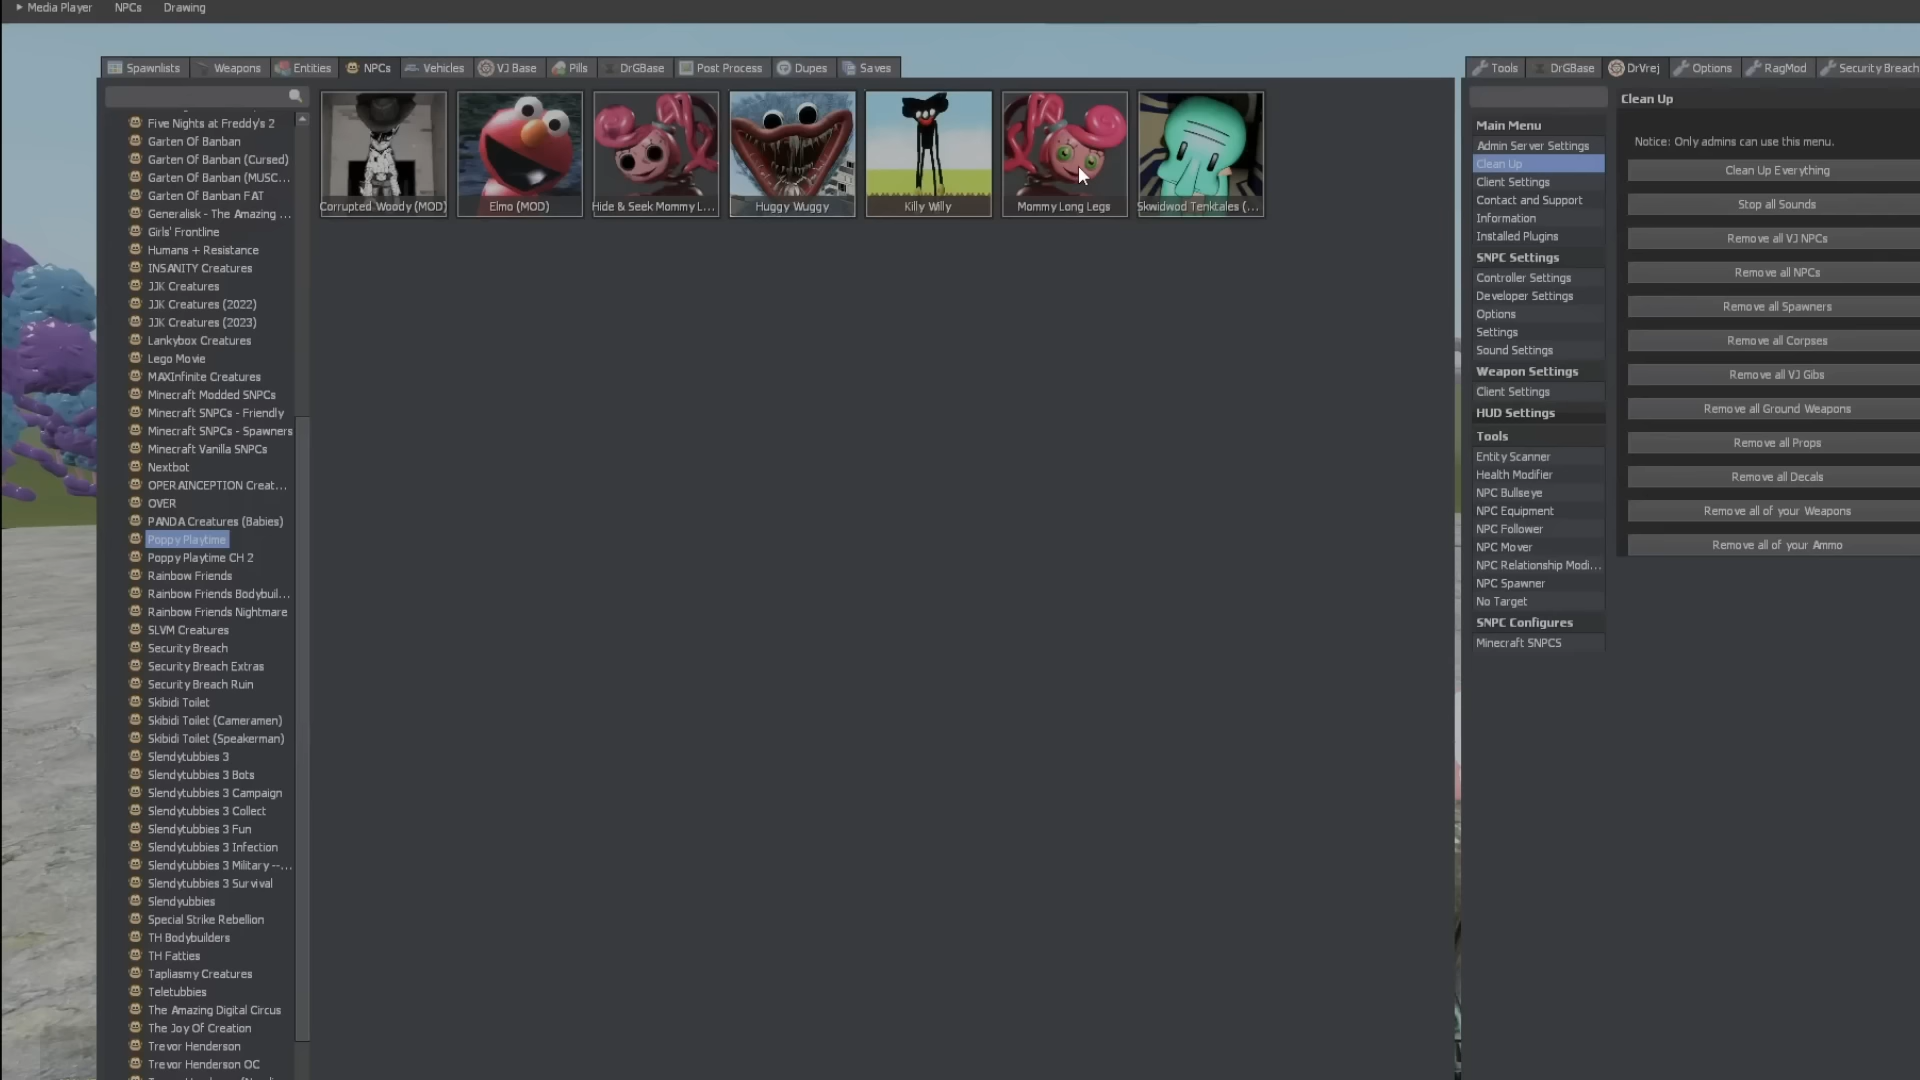 Media Player NPCs Drawing
Spawnlists Weapons Entities NPCs Vehicles VJ Base Pills DrGBase Post Process Dupes Saves
Five Nights at Freddy's 2
Garten Of Banban
Garten Of Banban (Cursed)
Garten Of Banban (MUSC...
Garten Of Banban FAT
Generalisk - The Amazing ...
Girls' Frontline
Humans + Resistance
INSANITY Creatures
JJK Creatures
JJK Creatures (2022)
JJK Creatures (2023)
Lankybox Creatures
Lego Movie
MAXInfinite Creatures
Minecraft Modded SNPCs
Minecraft SNPCs - Friendly
Minecraft SNPCs - Spawners
Minecraft Vanilla SNPCs
Nextbot
OPERAINCEPTION Creat...
OVER
PANDA Creatures (Babies)
Poppy Playtime
Poppy Playtime CH 2
Rainbow Friends
Rainbow Friends Bodybuil...
Rainbow Friends Nightmare
SLVM Creatures
Security Breach
Security Breach Extras
Security Breach Ruin
Skibidi Toilet
Skibidi Toilet (Cameramen)
Skibidi Toilet (Speakerman)
Slendytubbies 3
Slendytubbies 3 Bots
Slendytubbies 3 Campaign
Slendytubbies 3 Collect
Slendytubbies 3 Fun
Slendytubbies 3 Infection
Slendytubbies 3 Military --...
Slendytubbies 3 Survival
Slendyubbies
Special Strike Rebellion
TH Bodybuilders
TH Fatties
Tapliasmy Creatures
Teletubbies
The Amazing Digital Circus
The Joy Of Creation
Trevor Henderson
Trevor Henderson OC
Corrupted Woody (MOD) Elmo (MOD) Hide & Seek Mommy L... Huggy Wuggy Killy Willy Mommy Long Legs Skwidwod Tenktales (...
Tools DrGBase DrVrej Options RagMod Security Breach
Main Menu
Admin Server Settings
Clean Up
Client Settings
Contact and Support
Information
Installed Plugins
SNPC Settings
Controller Settings
Developer Settings
Options
Settings
Sound Settings
Weapon Settings
Client Settings
HUD Settings
Tools
Entity Scanner
Health Modifier
NPC Bullseye
NPC Equipment
NPC Follower
NPC Mover
NPC Relationship Modi...
NPC Spawner
No Target
SNPC Configures
Minecraft SNPCS
Clean Up
Notice: Only admins can use this menu.
Clean Up Everything
Stop all Sounds
Remove all VJ NPCs
Remove all NPCs
Remove all Spawners
Remove all Corpses
Remove all VJ Gibs
Remove all Ground Weapons
Remove all Props
Remove all Decals
Remove all of your Weapons
Remove all of your Ammo